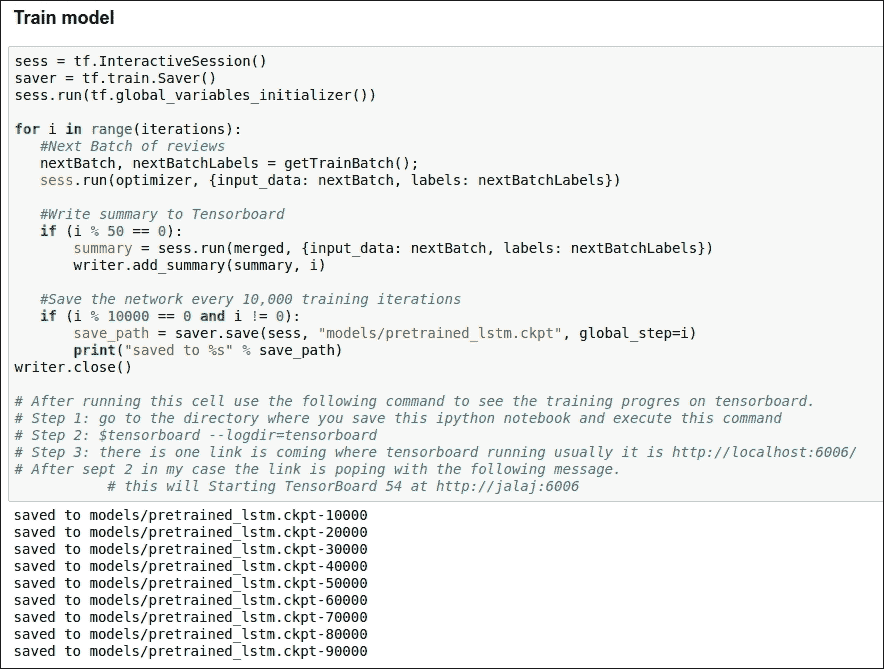 Train model
sess = tf.InteractiveSession()
saver = tf.train.Saver()
sess.run(tf.global_variables_initializer())
for i in range(iterations):
   #Next Batch of reviews
   nextBatch, nextBatchLabels = getTrainBatch();
   sess.run(optimizer, {input_data: nextBatch, labels: nextBatchLabels})
   #Write summary to Tensorboard
   if (i % 50 == 0):
       summary = sess.run(merged, {input_data: nextBatch, labels: nextBatchLabels})
       writer.add_summary(summary, i)
   #Save the network every 10,000 training iterations
   if (i % 10000 == 0 and i != 0):
       save_path = saver.save(sess, "models/pretrained_lstm.ckpt", global_step=i)
       print("saved to %s" % save_path)
writer.close()
# After running this cell use the following command to see the training progres on tensorboard.
# Step 1: go to the directory where you save this ipython notebook and execute this command
# Step 2: $tensorboard --logdir=tensorboard
# Step 3: there is one link is coming where tensorboard running usually it is http://localhost:6006/
# After sept 2 in my case the link is poping with the following message.
           # this will Starting TensorBoard 54 at http://jalaj:6006
saved to models/pretrained_lstm.ckpt-10000
saved to models/pretrained_lstm.ckpt-20000
saved to models/pretrained_lstm.ckpt-30000
saved to models/pretrained_lstm.ckpt-40000
saved to models/pretrained_lstm.ckpt-50000
saved to models/pretrained_lstm.ckpt-60000
saved to models/pretrained_lstm.ckpt-70000
saved to models/pretrained_lstm.ckpt-80000
saved to models/pretrained_lstm.ckpt-90000